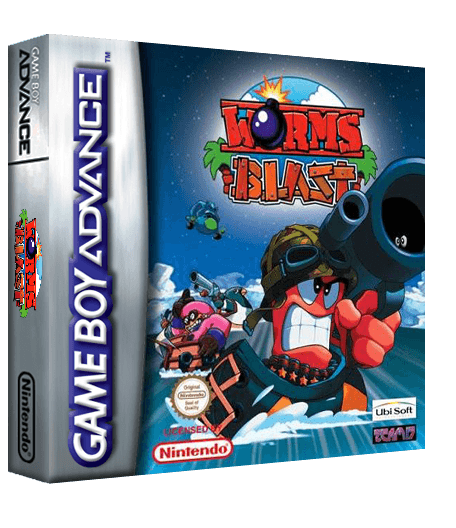 GAME BOY
ADVANCE
WORMS
BLAST
Nintendo
GAME BOY ADVANCE™
WORMS
BLAST
Original
Nintendo
Seal of
Quality
LICENSED BY
Nintendo
Ubi Soft
TEAM17